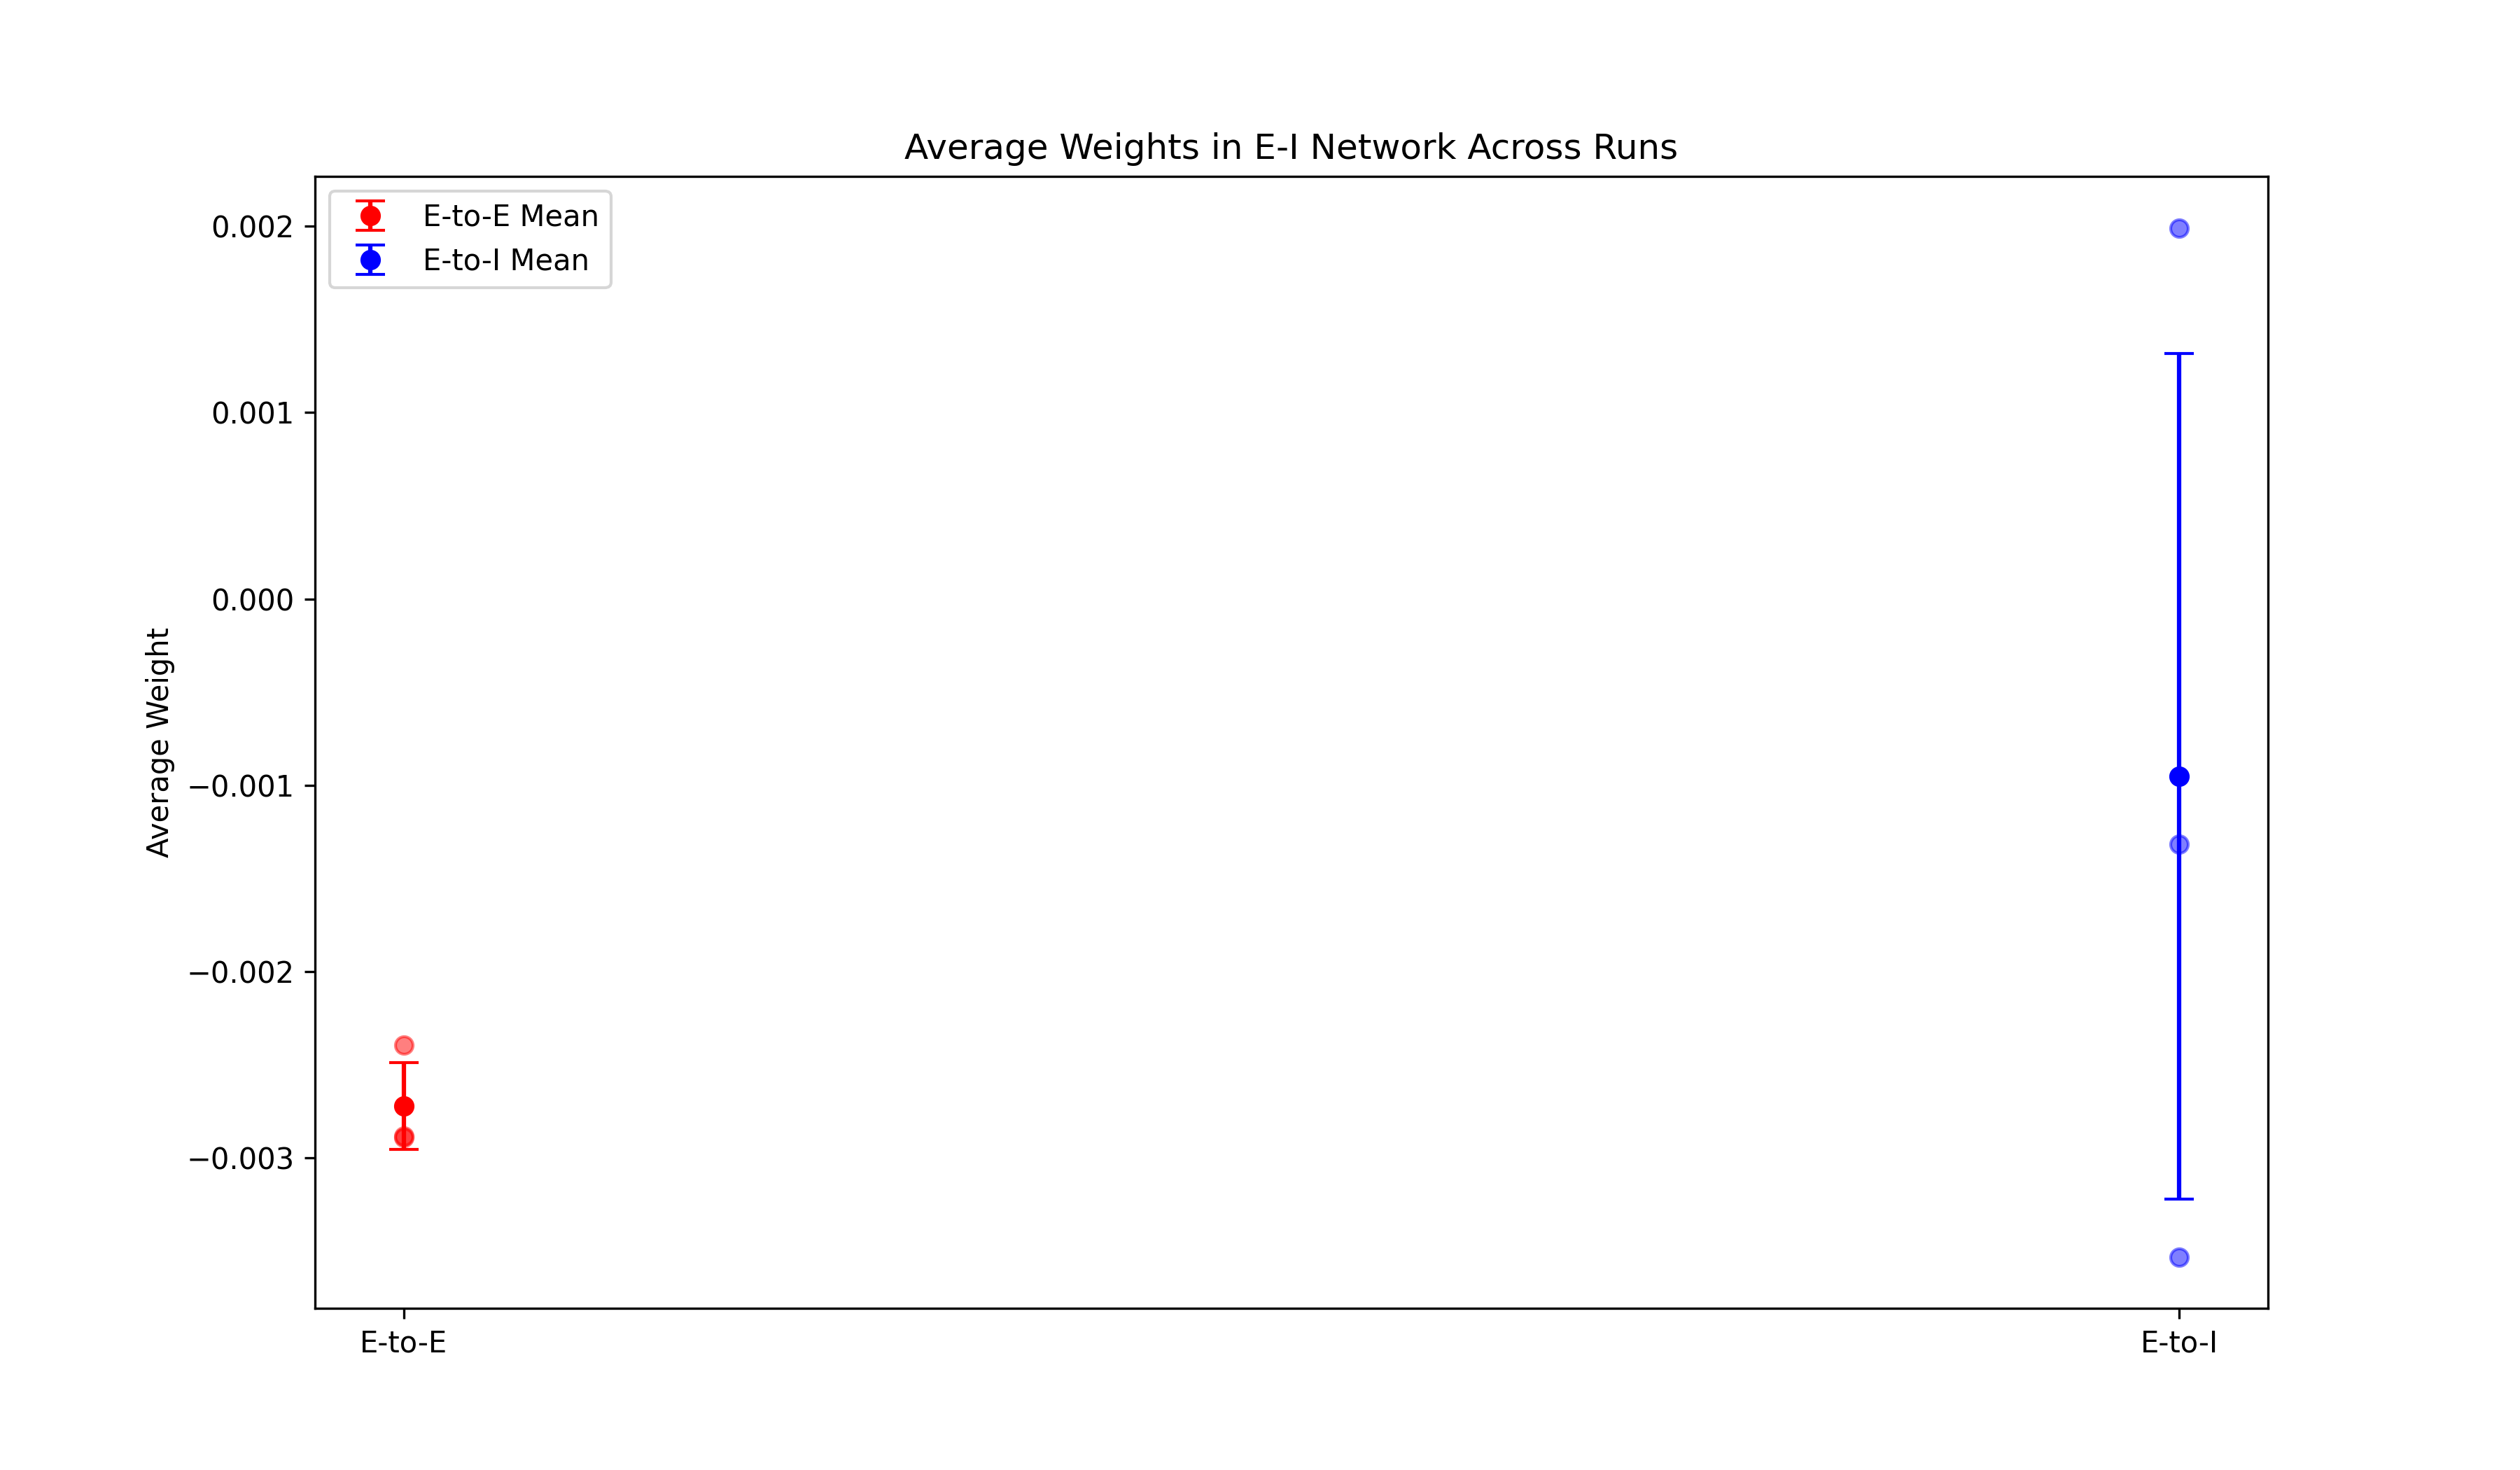 Average Weights in E-I Network Across Runs
E-to-E Mean
E-to-I Mean
0.002
0.001
0.000
−0.001
−0.002
−0.003
Average Weight
E-to-E
E-to-I